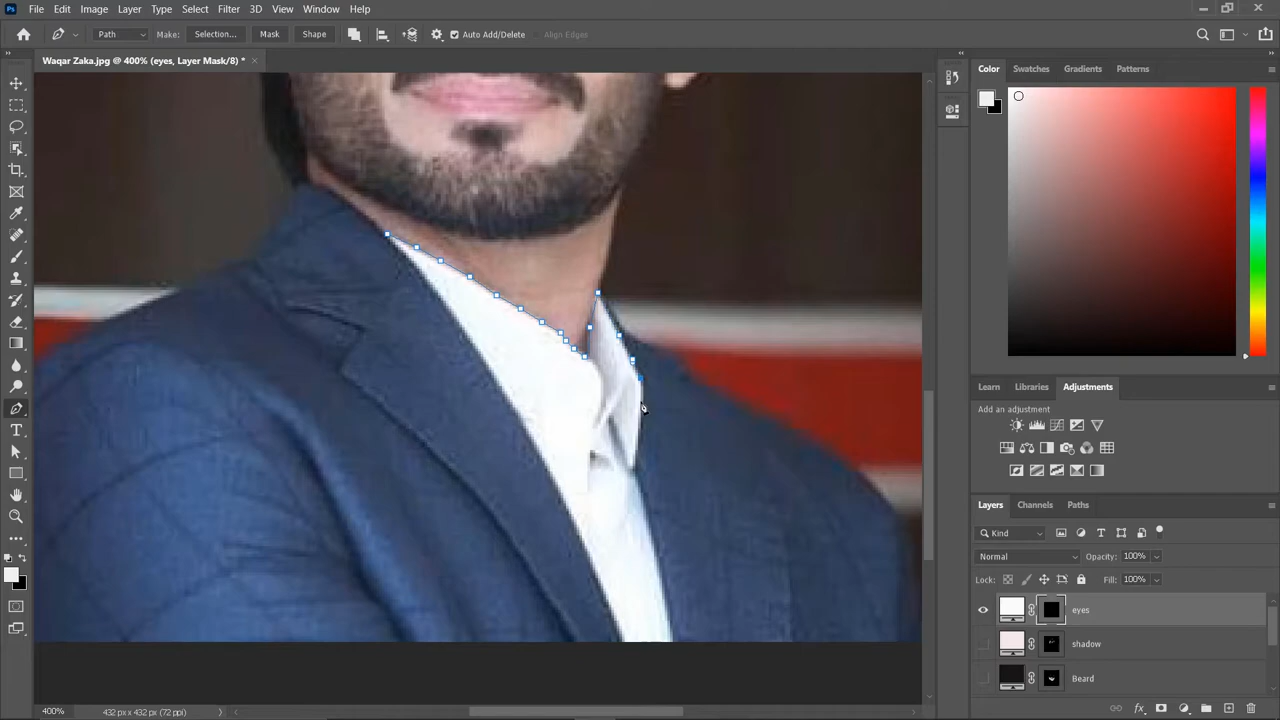 Ps File Edit Image Layer Type Select Filter 3D View Window Help
Path Make: Selection... Mask Shape Auto Add/Delete Align Edges
Waqar Zaka.jpg @ 400% (eyes, Layer Mask/8) *
Color Swatches Gradients Patterns
Learn Libraries Adjustments
Add an adjustment
Layers Channels Paths
Kind
Normal Opacity: 100%
Lock: Fill: 100%
eyes
shadow
Beard
400% 432 px x 432 px (72 ppi)